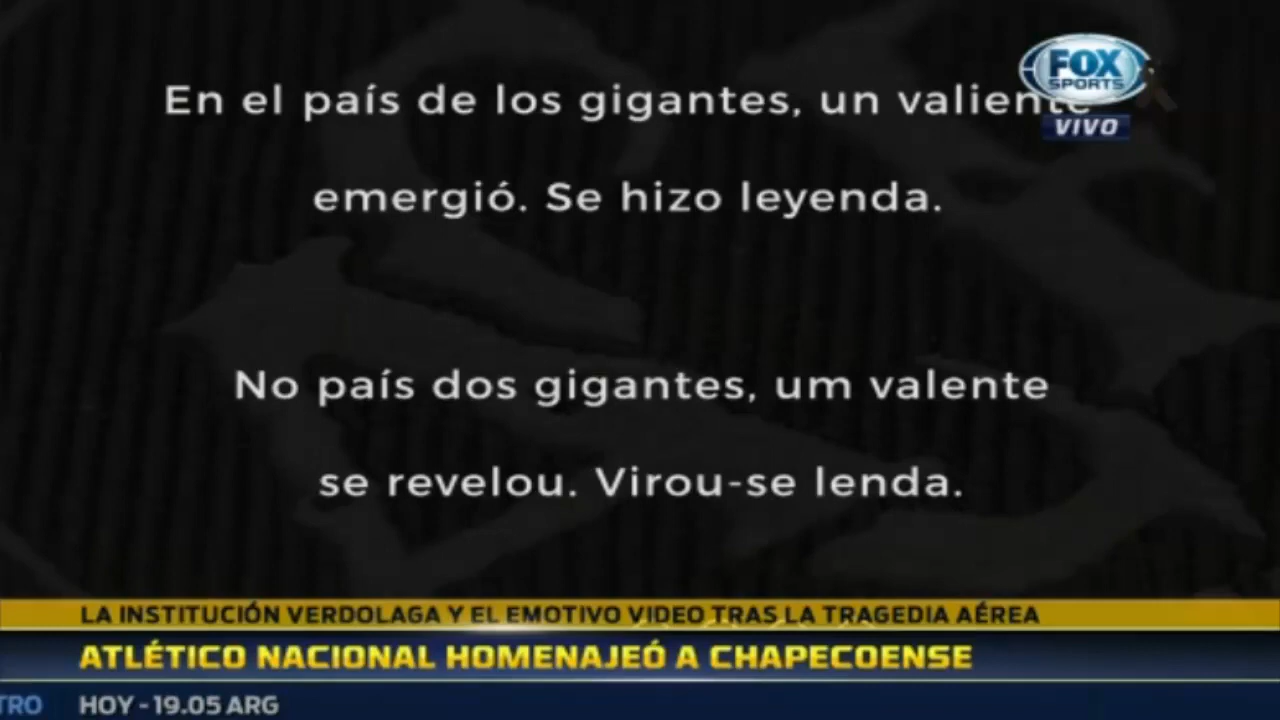 FOX
SPORTS
VIVO
En el país de los gigantes, un valiente
emergió. Se hizo leyenda.
No país dos gigantes, um valente
se revelou. Virou-se lenda.
LA INSTITUCIÓN VERDOLAGA Y EL EMOTIVO VIDEO TRAS LA TRAGEDIA AÉREA
ATLÉTICO NACIONAL HOMENAJEÓ A CHAPECOENSE
TRO HOY - 19.05 ARG